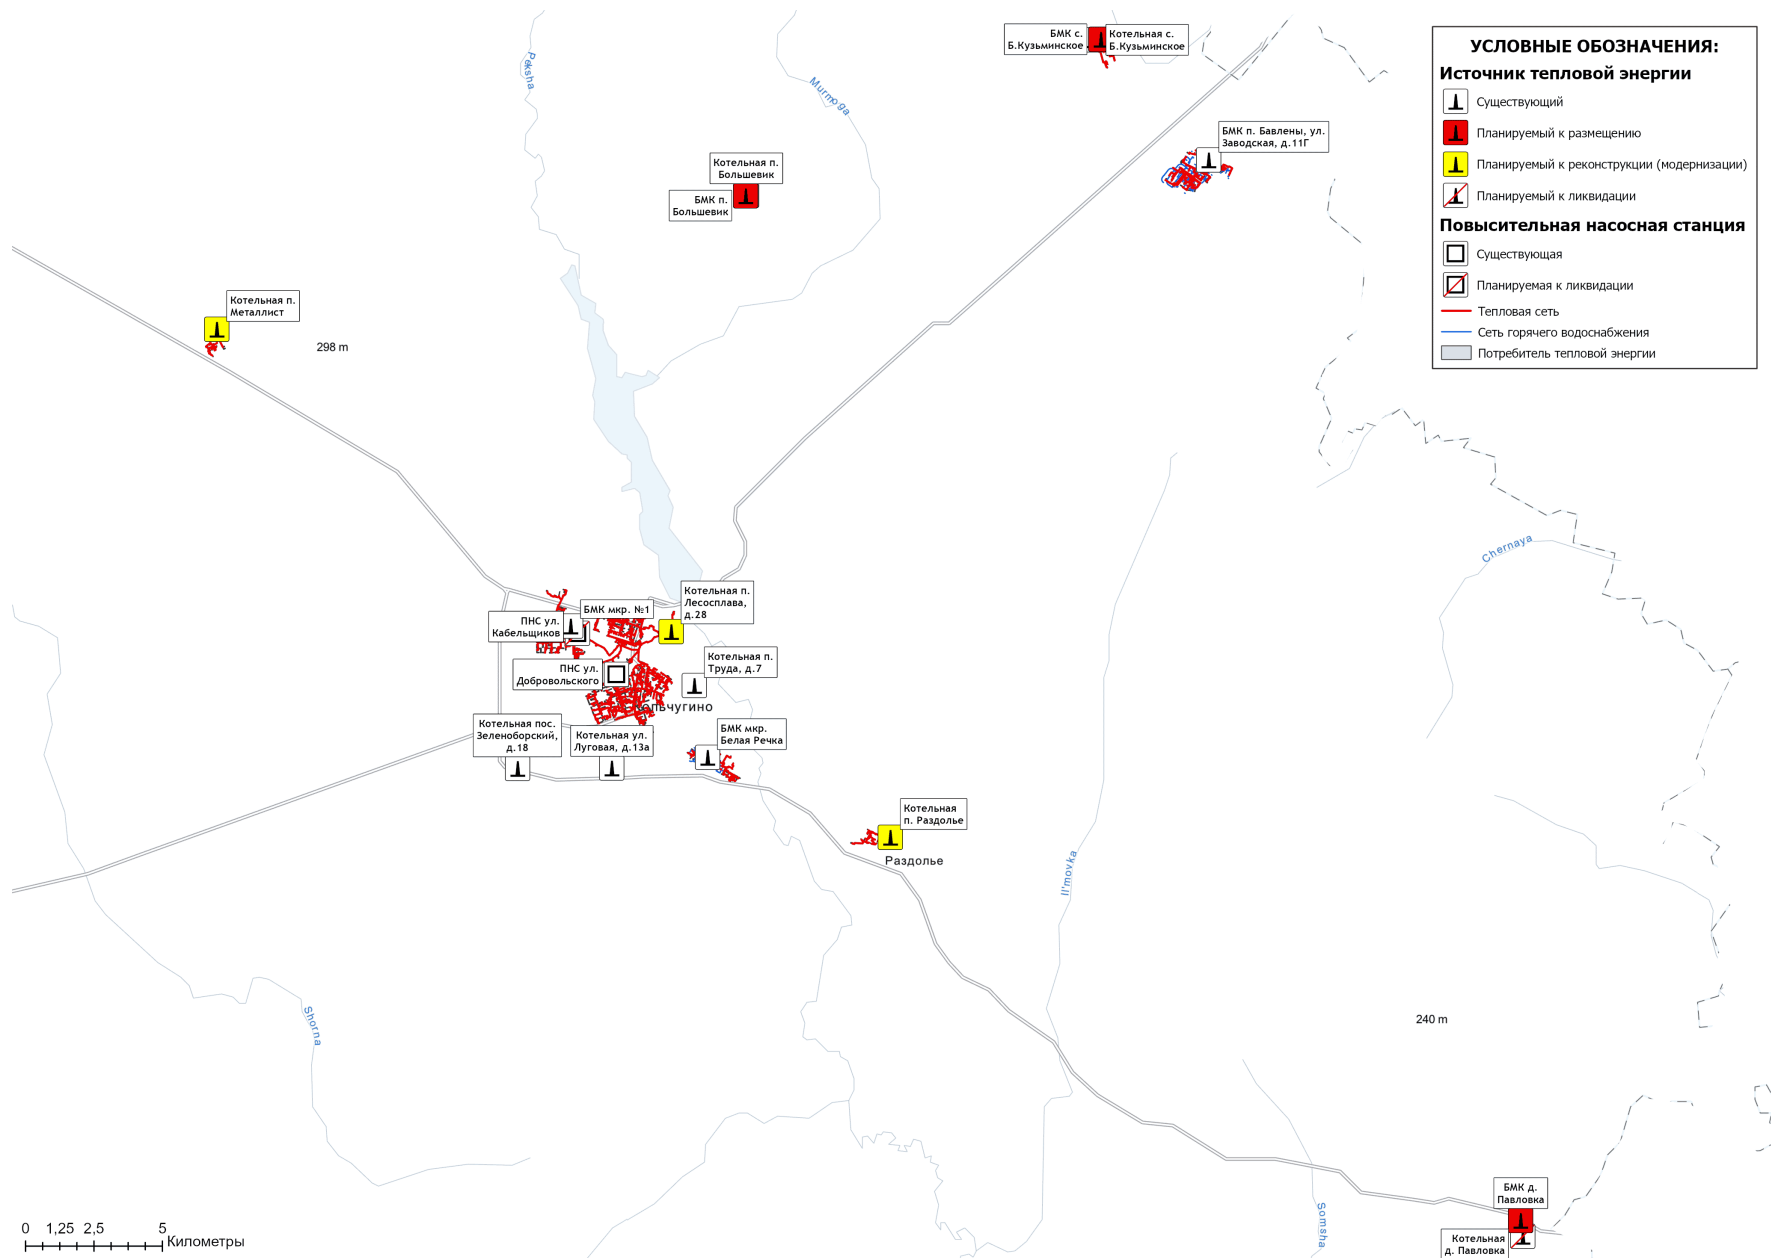 Peksha
Murmoga
БМК с.
Б.Кузьминское
Котельная с.
Б.Кузьминское
УСЛОВНЫЕ ОБОЗНАЧЕНИЯ:
Источник тепловой энергии
Существующий
Планируемый к размещению
Планируемый к реконструкции (модернизации)
Планируемый к ликвидации
Повысительная насосная станция
Существующая
Планируемая к ликвидации
Тепловая сеть
Сеть горячего водоснабжения
Потребитель тепловой энергии
БМК п. Бавлены, ул.
Заводская, д.11Г
Котельная п.
Большевик
БМК п.
Большевик
Котельная п.
Металлист
298 m
Chernaya
Котельная п.
Лесосплава,
д.28
БМК мкр. №1
ПНС ул.
Кабельщиков
ПНС ул.
Добровольского
Котельная п.
Труда, д.7
Кольчугино
Котельная пос.
Зеленоборский,
д.18
Котельная ул.
Луговая, д.13а
БМК мкр.
Белая Речка
Котельная
п. Раздолье
Раздолье
Il'movka
Shorna
240 m
Somsha
БМК д.
Павловка
Котельная
д. Павловка
0 1,25 2,5 5
Километры